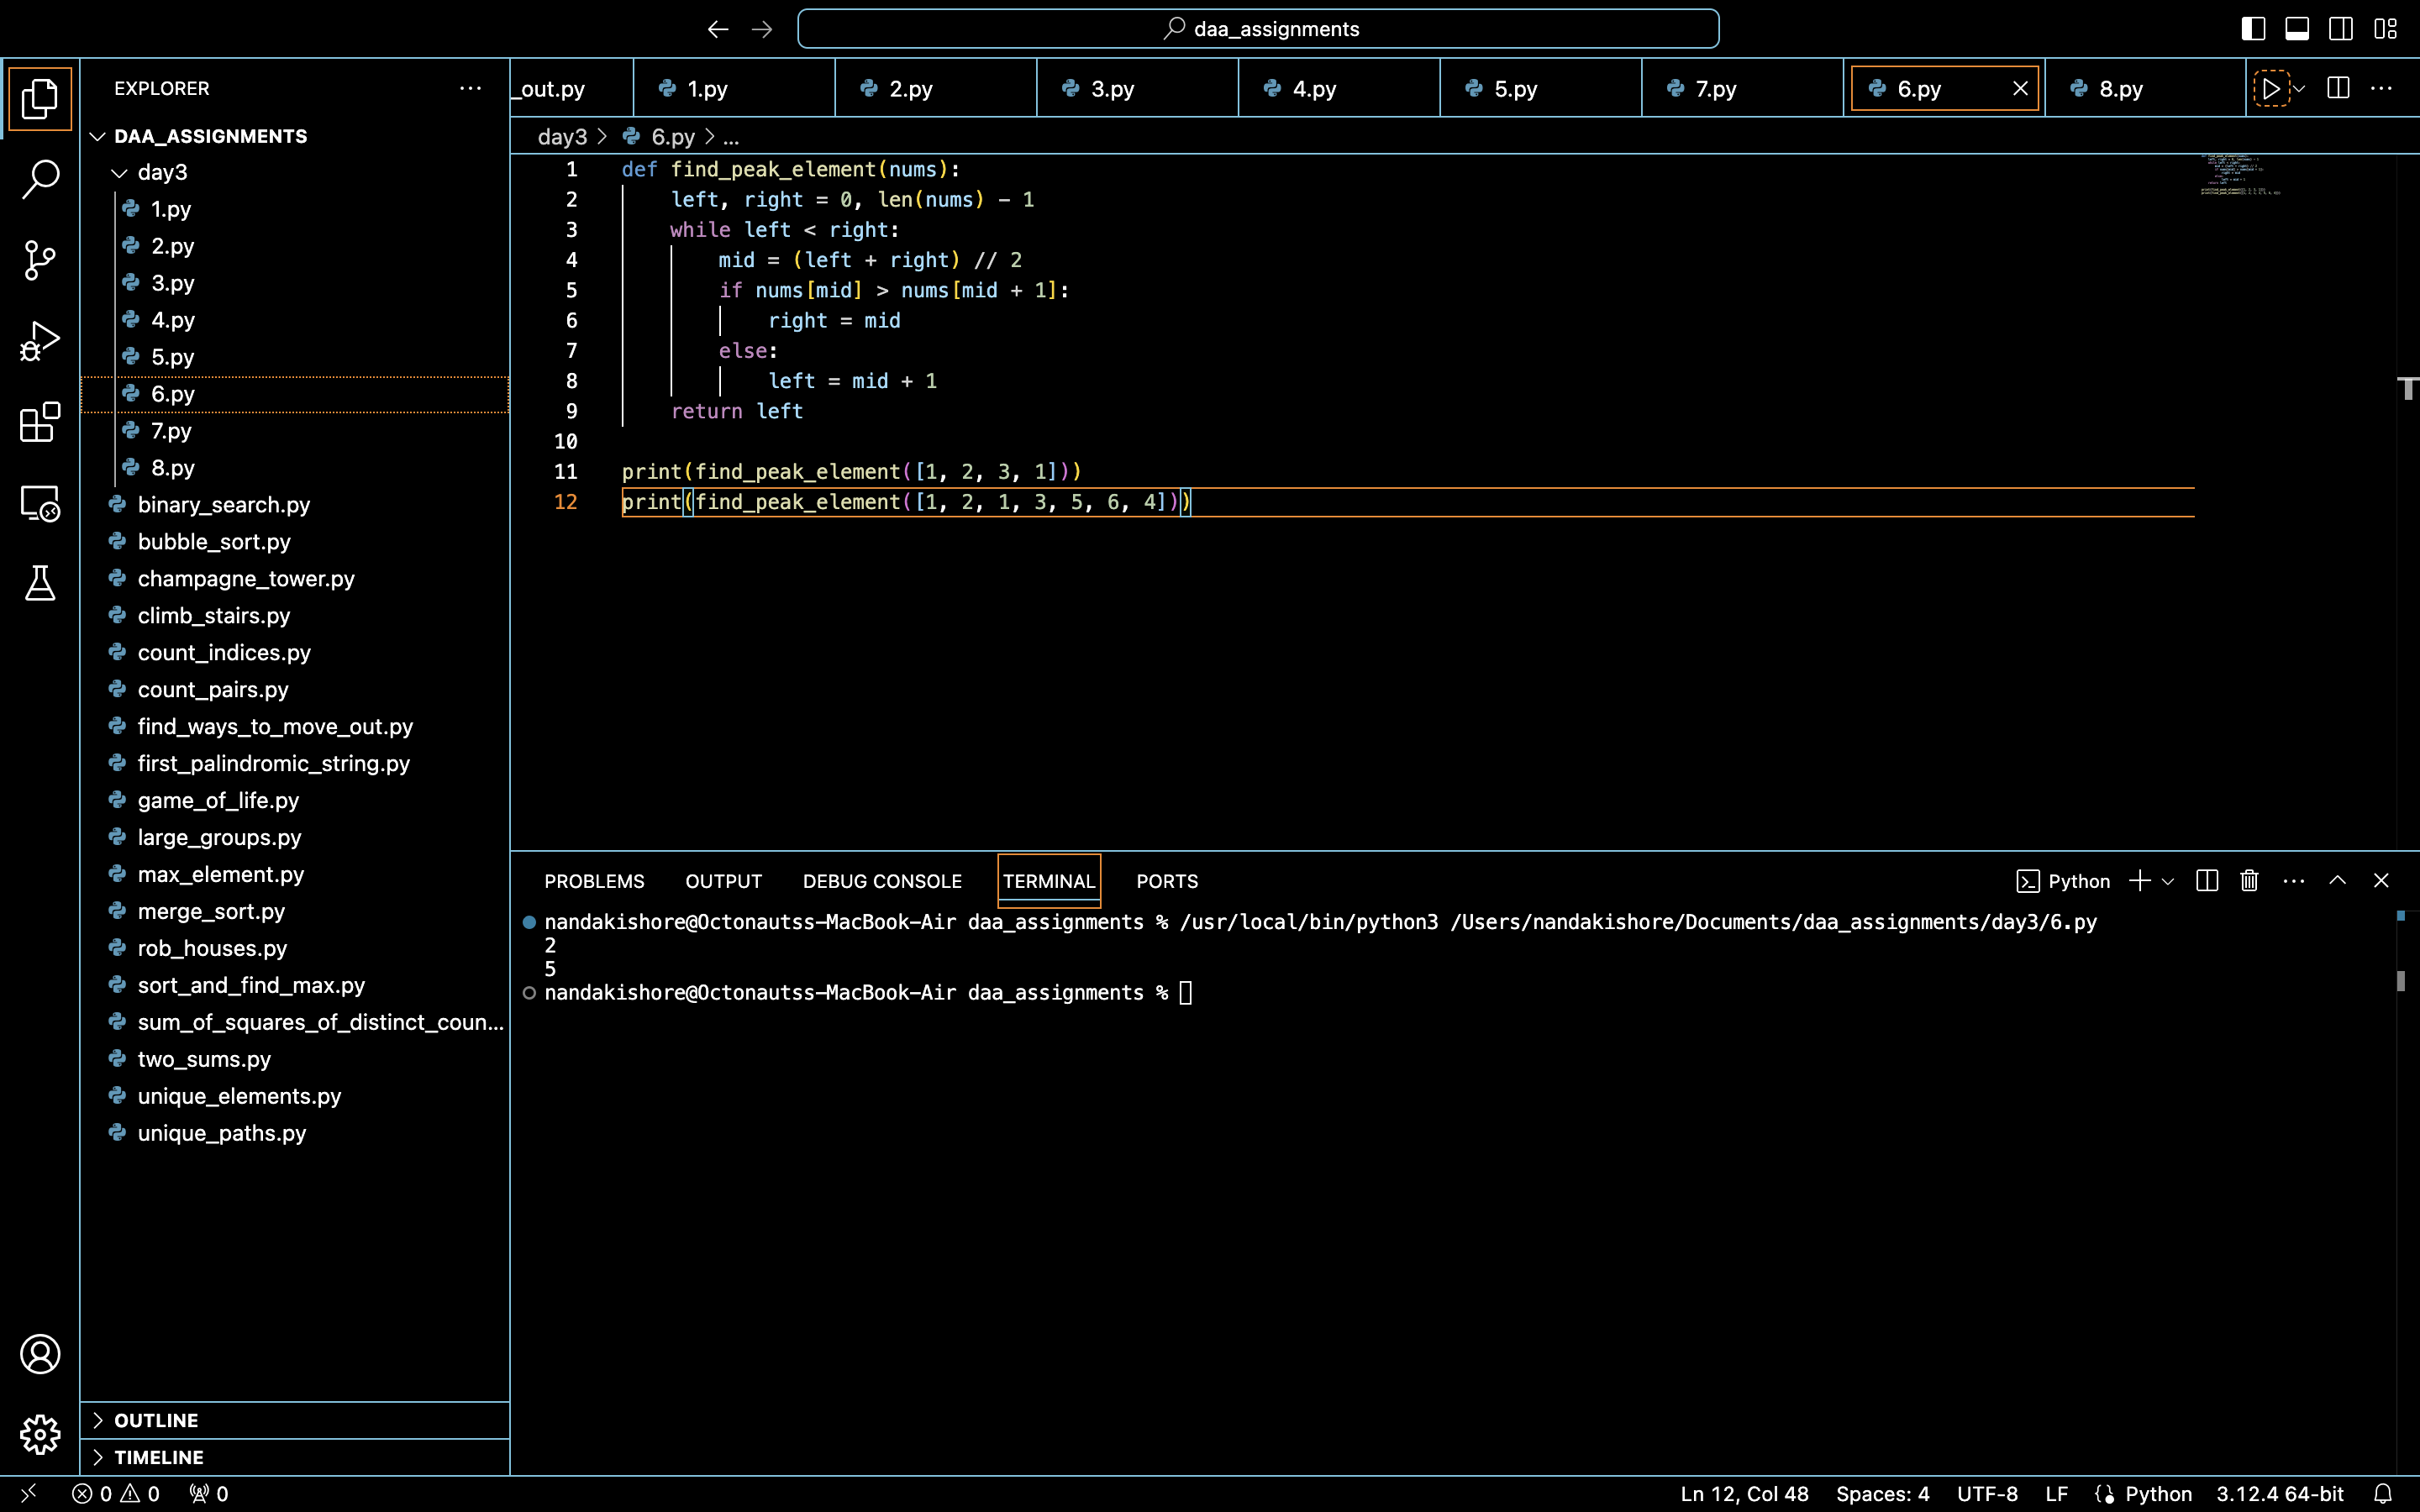 daa_assignments
EXPLORER
DAA_ASSIGNMENTS
day3
1.py
2.py
3.py
4.py
5.py
6.py
7.py
8.py
binary_search.py
bubble_sort.py
champagne_tower.py
climb_stairs.py
count_indices.py
count_pairs.py
find_ways_to_move_out.py
first_palindromic_string.py
game_of_life.py
large_groups.py
max_element.py
merge_sort.py
rob_houses.py
sort_and_find_max.py
sum_of_squares_of_distinct_coun...
two_sums.py
unique_elements.py
unique_paths.py
OUTLINE
TIMELINE
_out.py 1.py 2.py 3.py 4.py 5.py 7.py 6.py 8.py
day3 > 6.py > ...
1 def find_peak_element(nums):
2     left, right = 0, len(nums) - 1
3     while left < right:
4         mid = (left + right) // 2
5         if nums[mid] > nums[mid + 1]:
6             right = mid
7         else:
8             left = mid + 1
9     return left
10
11 print(find_peak_element([1, 2, 3, 1]))
12 print(find_peak_element([1, 2, 1, 3, 5, 6, 4]))
PROBLEMS OUTPUT DEBUG CONSOLE TERMINAL PORTS Python
nandakishore@Octonautss-MacBook-Air daa_assignments % /usr/local/bin/python3 /Users/nandakishore/Documents/daa_assignments/day3/6.py
2
5
nandakishore@Octonautss-MacBook-Air daa_assignments %
0 0 0 Ln 12, Col 48 Spaces: 4 UTF-8 LF Python 3.12.4 64-bit